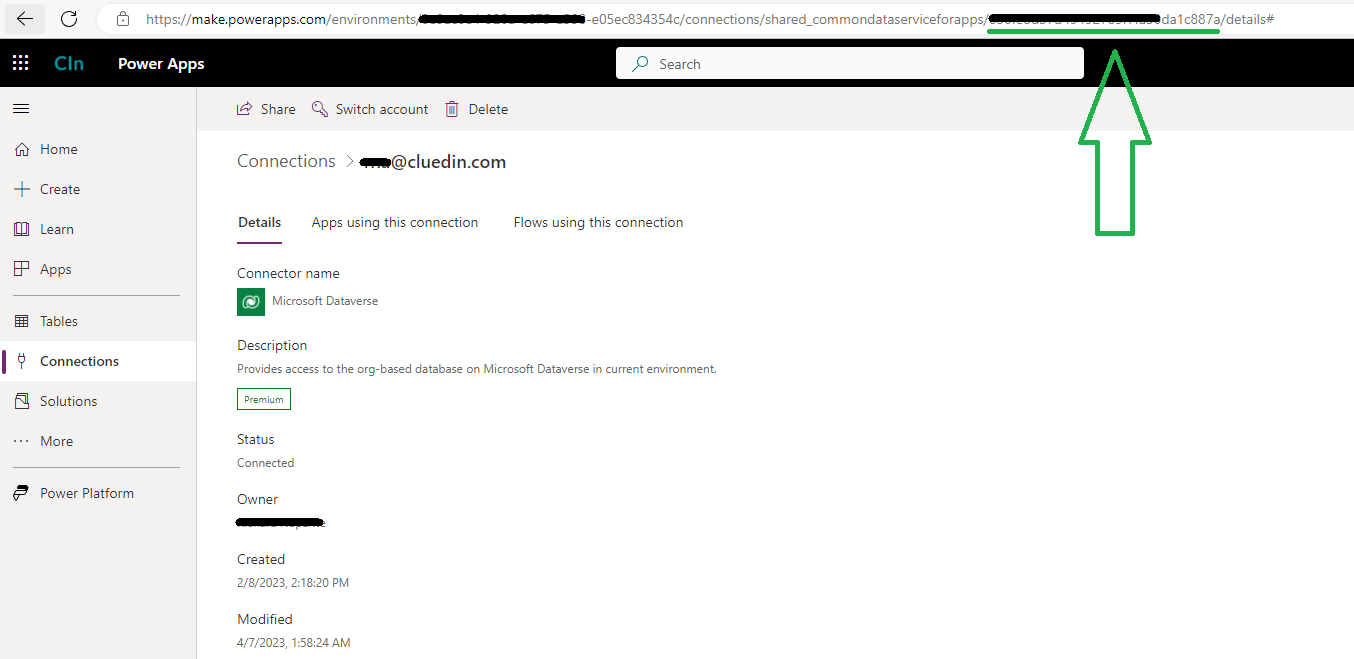 https://make.powerapps.com/environments/ -e05ec834354c/connections/shared_commondataserviceforapps/ da1c887a/details#
CIn Power Apps Search
Share Switch account Delete
Home
Create
Learn
Apps
Tables
Connections
Solutions
More
Power Platform
Connections > @cluedin.com
Details Apps using this connection Flows using this connection
Connector name
Microsoft Dataverse
Description
Provides access to the org-based database on Microsoft Dataverse in current environment.
Premium
Status
Connected
Owner
Created
2/8/2023, 2:18:20 PM
Modified
4/7/2023, 1:58:24 AM